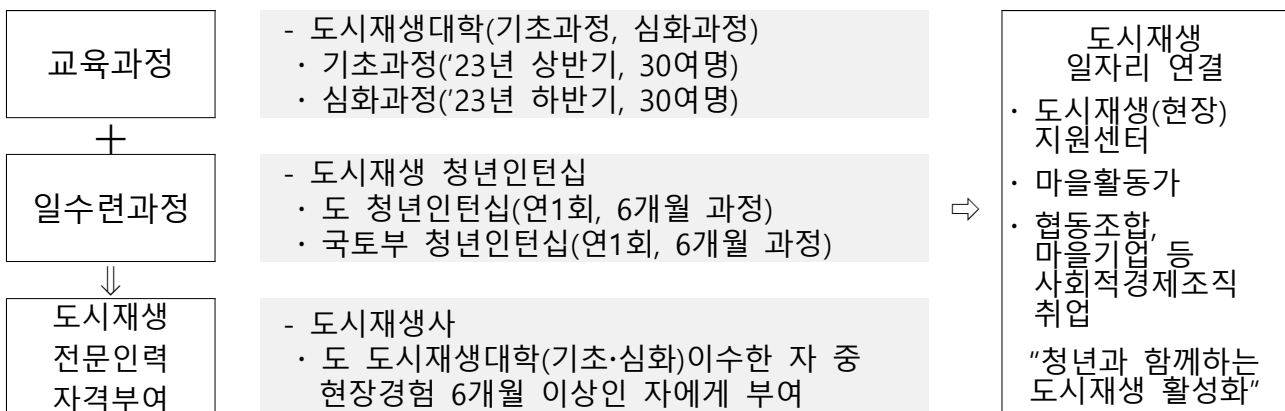 교육과정
- 도시재생대학(기초과정, 심화과정)
· 기초과정('23년 상반기, 30여명)
· 심화과정('23년 하반기, 30여명)
+
일수련과정
- 도시재생 청년인턴십
· 도 청년인턴십(연1회, 6개월 과정)
· 국토부 청년인턴십(연1회, 6개월 과정)
⇓
도시재생
전문인력
자격부여
- 도시재생사
· 도 도시재생대학(기초·심화)이수한 자 중
현장경험 6개월 이상인 자에게 부여
⇨
도시재생
일자리 연결
· 도시재생(현장)
지원센터
· 마을활동가
· 협동조합,
마을기업 등
사회적경제조직
취업
"청년과 함께하는
도시재생 활성화"